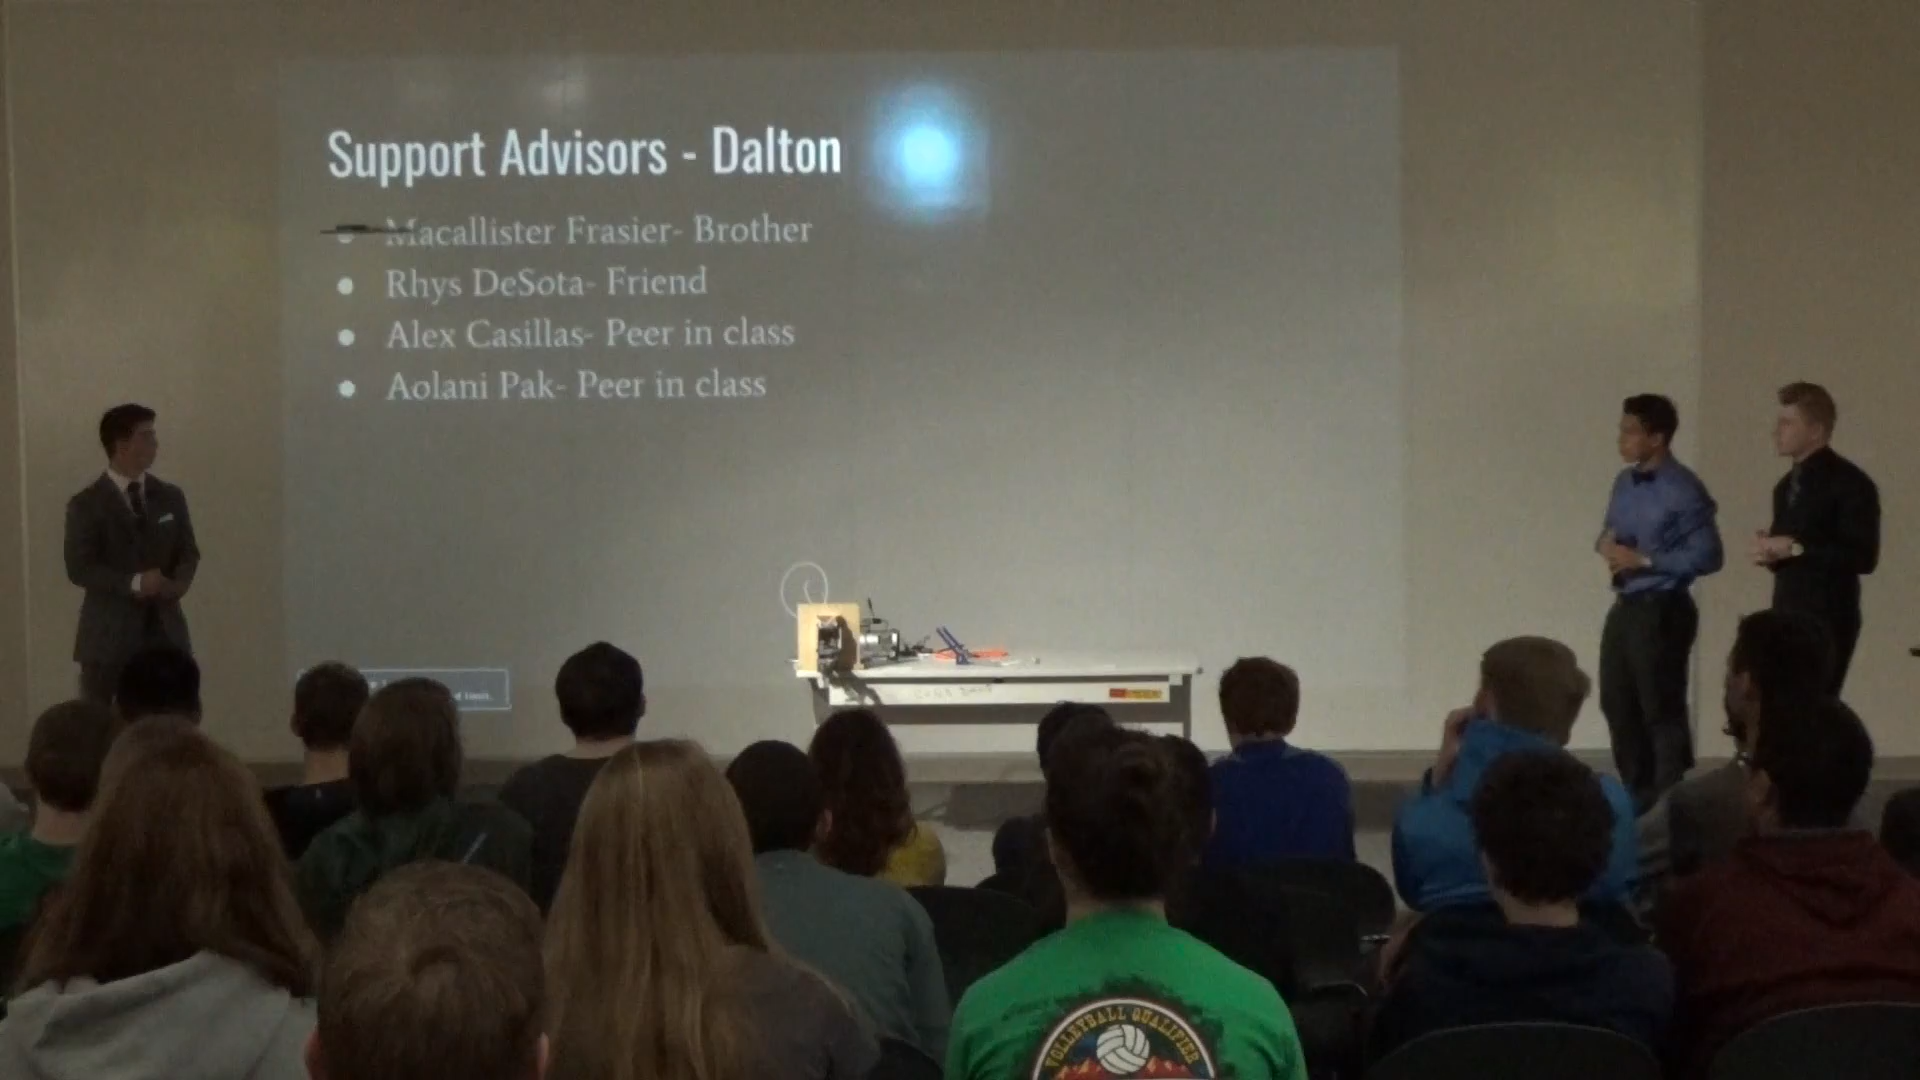 Support Advisors - Dalton
● Macallister Frasier- Brother
● Rhys DeSota- Friend
● Alex Casillas- Peer in class
● Aolani Pak- Peer in class
VOLLEYBALL QUALIFIER